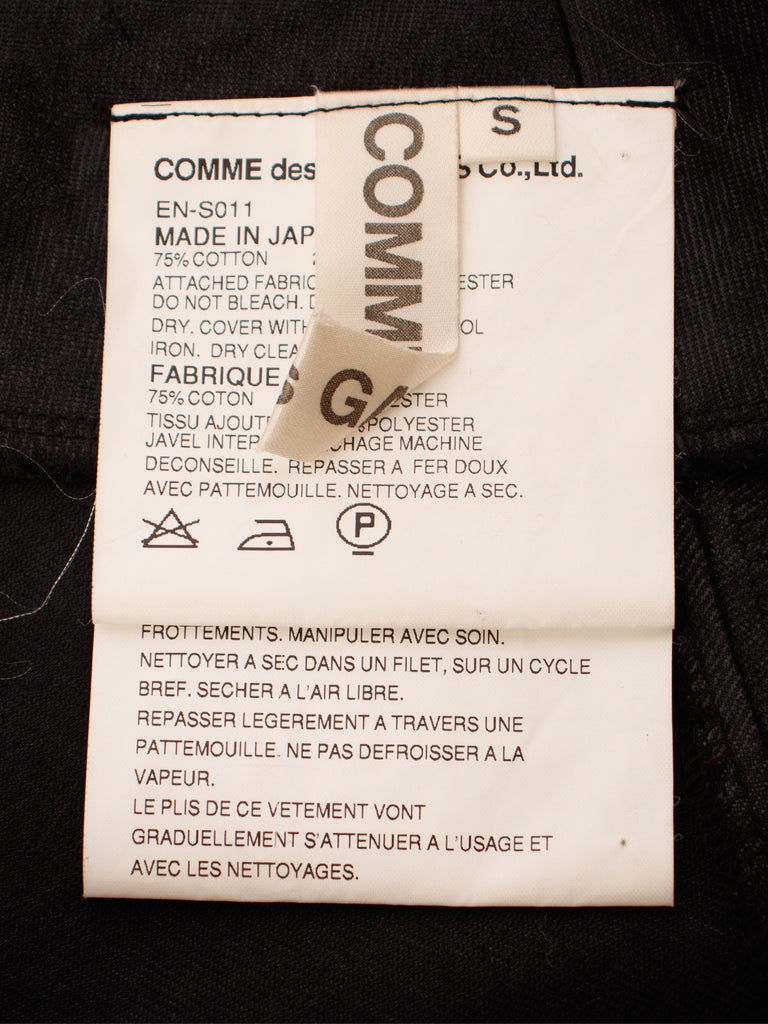 S
COMME des
Co.,Ltd.
COMM
G
EN-S011
MADE IN JAP
75% COTTON
ATTACHED FABRIC ESTER
DO NOT BLEACH. D
DRY. COVER WITH OL
IRON. DRY CLEA
FABRIQUE
75% COTON ESTER
TISSU AJOUT POLYESTER
JAVEL INTER CHAGE MACHINE
DECONSEILLE. REPASSER A FER DOUX
AVEC PATTEMOUILLE. NETTOYAGE A SEC.
P
FROTTEMENTS. MANIPULER AVEC SOIN.
NETTOYER A SEC DANS UN FILET, SUR UN CYCLE
BREF. SECHER A L'AIR LIBRE.
REPASSER LEGEREMENT A TRAVERS UNE
PATTEMOUILLE. NE PAS DEFROISSER A LA
VAPEUR.
LE PLIS DE CE VETEMENT VONT
GRADUELLEMENT S'ATTENUER A L'USAGE ET
AVEC LES NETTOYAGES.